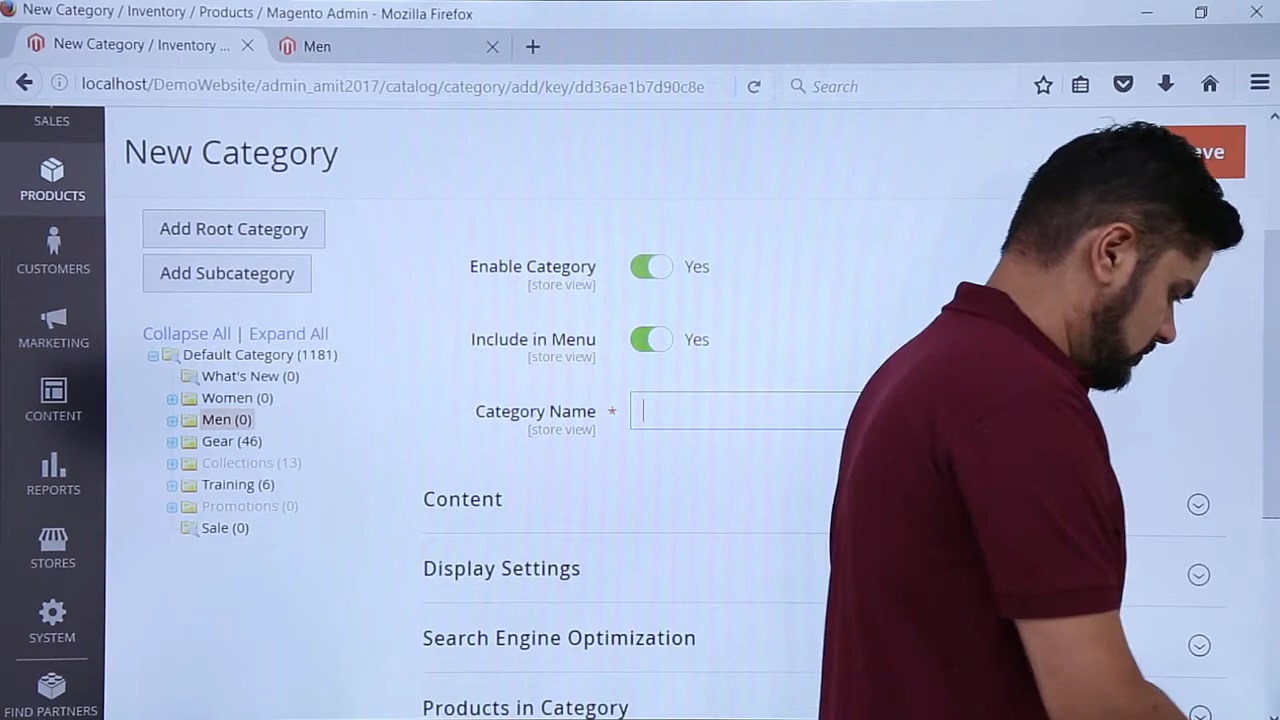 New Category / Inventory / Products / Magento Admin - Mozilla Firefox
New Category / Inventory ...
Men
localhost/DemoWebsite/admin_amit2017/catalog/category/add/key/dd36ae1b7d90c8e
Search
SALES
PRODUCTS
CUSTOMERS
MARKETING
CONTENT
REPORTS
STORES
SYSTEM
FIND PARTNERS
New Category
Add Root Category
Add Subcategory
Collapse All | Expand All
Default Category (1181)
What's New (0)
Women (0)
Men (0)
Gear (46)
Collections (13)
Training (6)
Promotions (0)
Sale (0)
Enable Category
[store view]
Yes
Include in Menu
[store view]
Yes
Category Name *
[store view]
Content
Display Settings
Search Engine Optimization
Products in Category